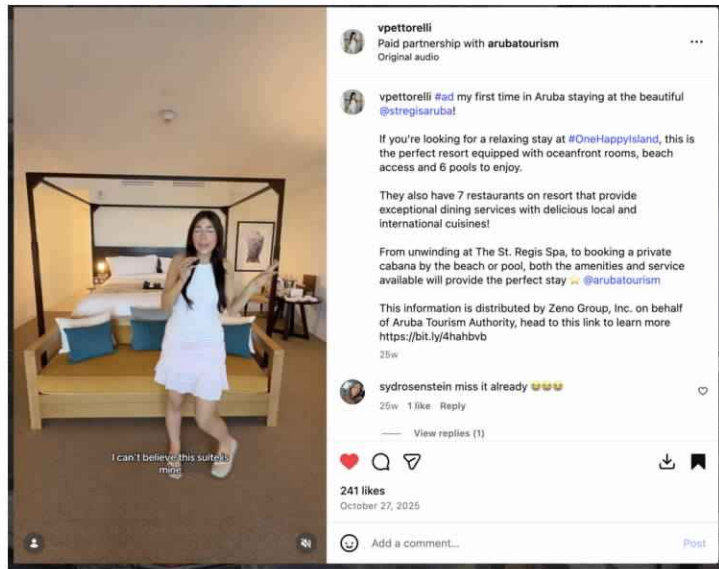 vpettorelli
Paid partnership with arubatourism
Original audio
vpettorelli #ad my first time in Aruba staying at the beautiful
@stregisaruba!
If you're looking for a relaxing stay at #OneHappyIsland, this is
the perfect resort equipped with oceanfront rooms, beach
access and 6 pools to enjoy.
They also have 7 restaurants on resort that provide
exceptional dining services with delicious local and
international cuisines!
From unwinding at The St. Regis Spa, to booking a private
cabana by the beach or pool, both the amenities and service
available will provide the perfect stay @arubatourism
This information is distributed by Zeno Group, Inc. on behalf
of Aruba Tourism Authority, head to this link to learn more
https://bit.ly/4hahbvb
25w
sydrosenstein miss it already 😭😭😭
25w 1 like Reply
View replies (1)
I can't believe this suite is
mine
241 likes
October 27, 2025
Add a comment...
Post